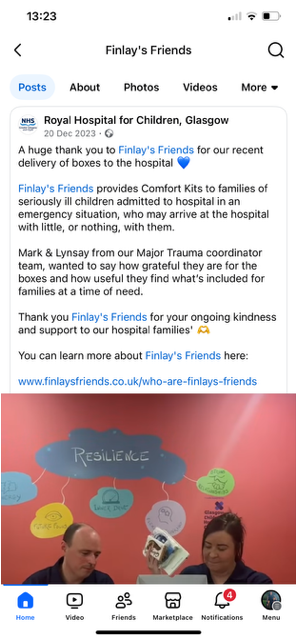 13:23
Finlay's Friends
Posts About Photos Videos More
NHS
Royal Hospital for Children, Glasgow
20 Dec 2023
A huge thank you to Finlay's Friends for our recent
delivery of boxes to the hospital 💙
Finlay's Friends provides Comfort Kits to families of
seriously ill children admitted to hospital in an
emergency situation, who may arrive at the hospital
with little, or nothing, with them.
Mark & Lynsay from our Major Trauma coordinator
team, wanted to say how grateful they are for the
boxes and how useful they find what's included for
families at a time of need.
Thank you Finlay's Friends for your ongoing kindness
and support to our hospital families' 🫶
You can learn more about Finlay's Friends here:
www.finlaysfriends.co.uk/who-are-finlays-friends
RESILIENCE
4
Home Video Friends Marketplace Notifications Menu